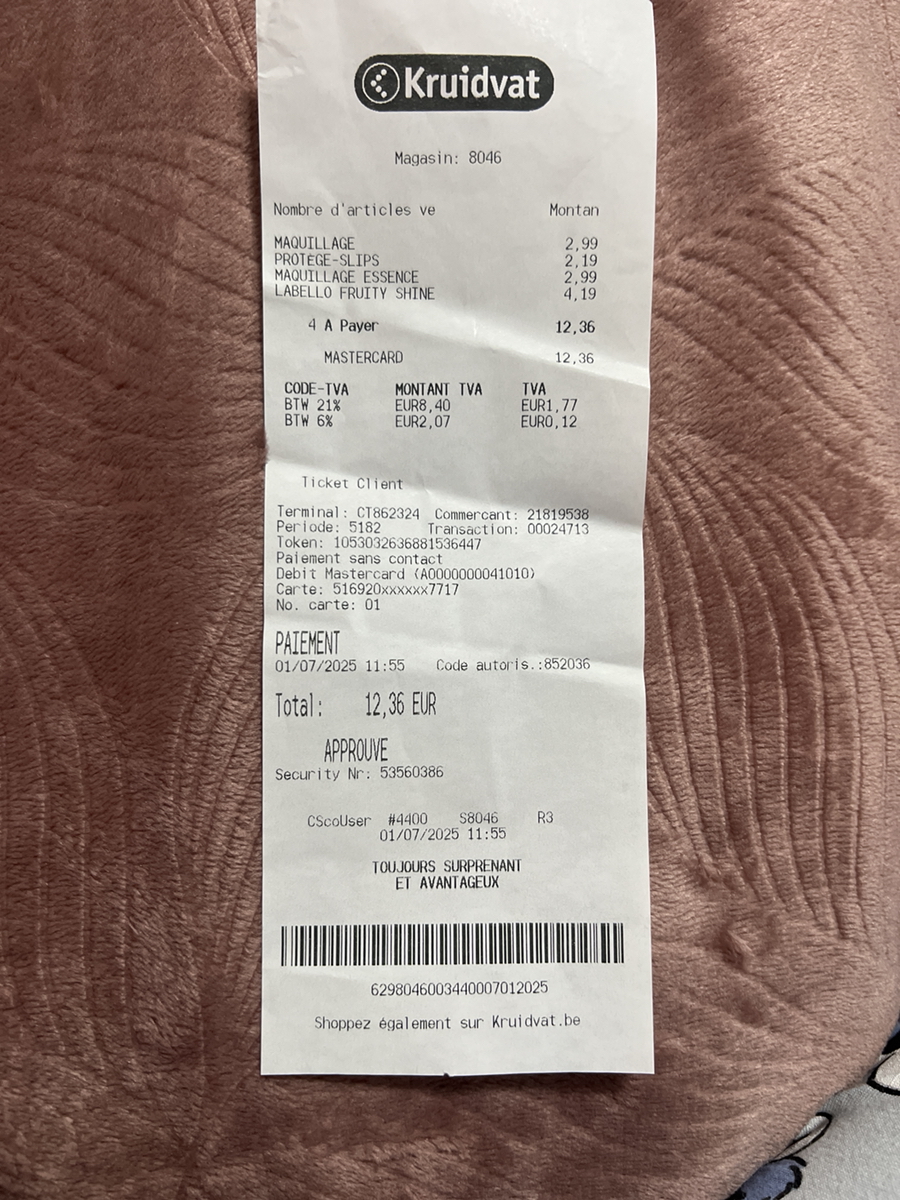 Kruidvat
Magasin: 8046
Nombre d'articles ve Montan
MAQUILLAGE 2,99
PROTÈGE-SLIPS 2,19
MAQUILLAGE ESSENCE 2,99
LABELLO FRUITY SHINE 4,19
4 A Payer 12,36
MASTERCARD 12,36
CODE-TVA MONTANT TVA TVA
BTW 21% EUR8,40 EUR1,77
BTW 6% EUR2,07 EUR0,12
Ticket Client
Terminal: CT862324 Commercant: 21819538
Periode: 5182 Transaction: 00024713
Token: 1053032636881536447
Paiement sans contact
Debit Mastercard (A0000000041010)
Carte: 516920xxxxxx7717
No. carte: 01
PAIEMENT
01/07/2025 11:55 Code autoris.:852036
Total: 12,36 EUR
APPROUVE
Security Nr: 53560386
CScoUser #4400 S8046 R3
01/07/2025 11:55
TOUJOURS SURPRENANT
ET AVANTAGEUX
6298046003440007012025
Shoppez également sur Kruidvat.be